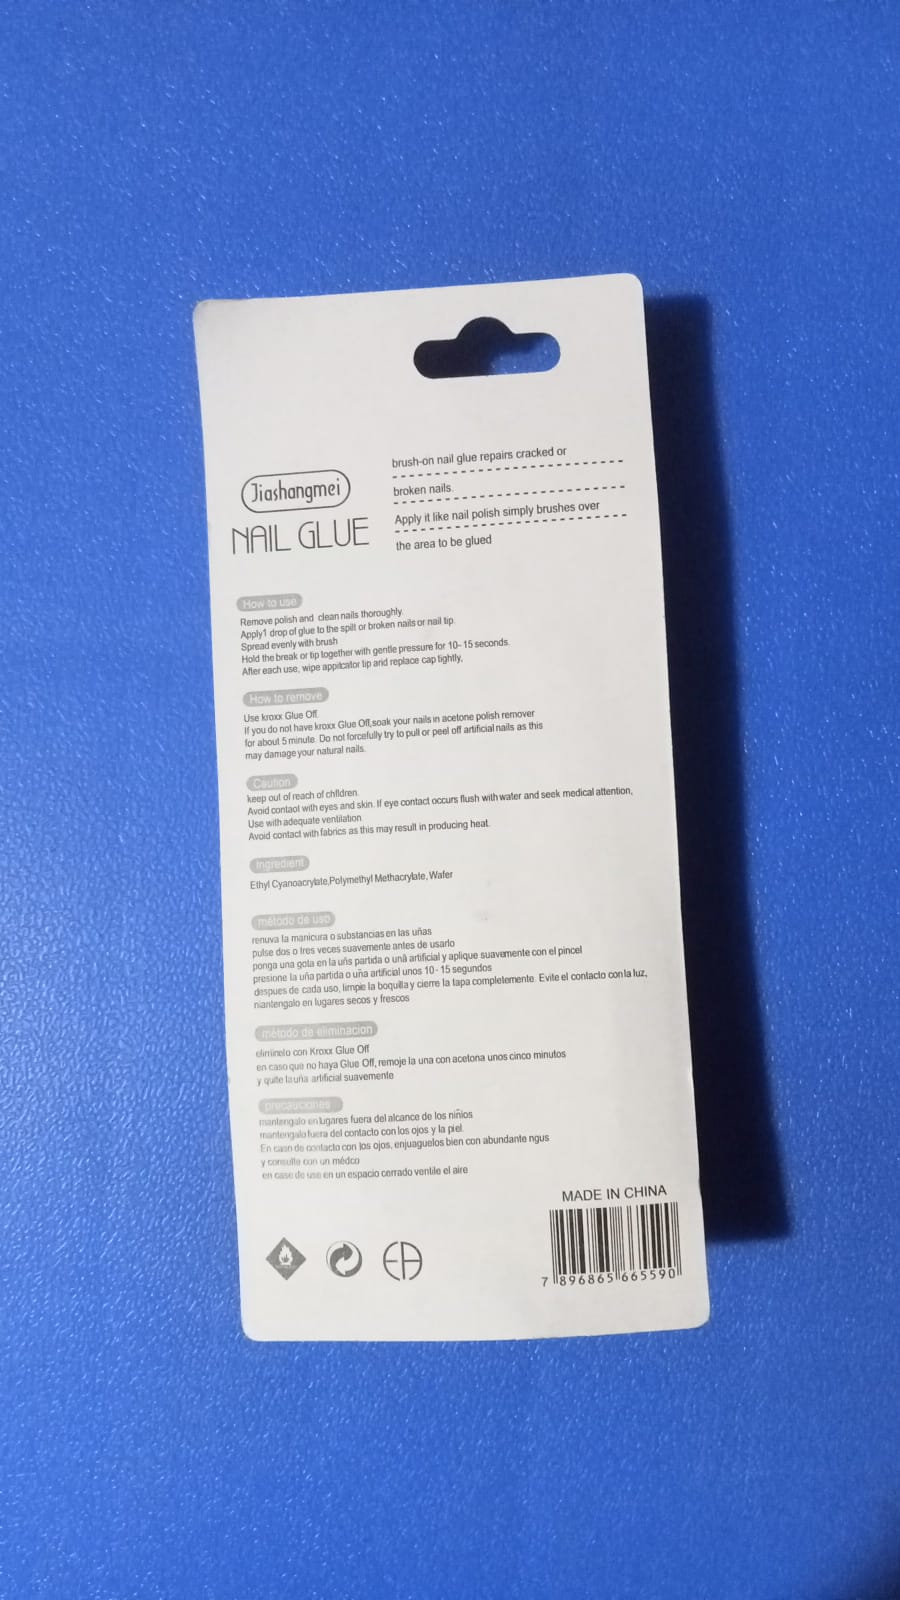 brush-on nail glue repairs cracked or
broken nails.
Apply it like nail polish simply brushes over
the area to be glued
Jiashangmei
NAIL GLUE
How to use
Remove polish and clean nails thoroughly.
Apply1 drop of glue to the spill or broken nails or nail tip.
Spread evenly with brush
Hold the break or tip together with gentle pressure for 10-15 seconds.
After each use, wipe appitcator tip and replace cap tightly,
How to remove
Use kroxx Glue Off.
If you do not have kroxx Glue Off,soak your nails in acetone polish remover
for about 5 minute. Do not forcefully try to pull or peel off artificial nails as this
may damage your natural nails.
Caution
keep out of reach of chfldren.
Avoid contaol with eyes and skin. If eye contact occurs flush with water and seek medical attention,
Use with adequate ventilation
Avoid contact with fabrics as this may result in producing heat.
Ingredient
Ethyl Cyanoacrylate,Polymethyl Methacrylate, Wafer
método de uso
renuva la manicura o substancias en las uñas
pulse dos o tres veces suavemente antes de usarlo
ponga una gota en la uñs partida o unâ artificial y aplique suavamente con el pincel
presione la uña partida o uña artificial unos 10-15 segundos
despues de cada uso, limpie la boquilla y cierre la tapa completemente. Evite el contacto con la luz,
niantengalo en lugares secos y frescos
método de eliminacion
elimínelo con Kroxx Glue Off
en caso que no haya Glue Off, remoje la una con acetona unos cinco minutos
y quite la uña artificial suavemente
precauciones
mantengalo en lugares fuera del alcance de los niñios
mantengalo fuera del contacto con los ojos y la piel.
En caso de contacto con los ojos, enjuaguelos bien con abundante ngus
y consulte con un médco
en case de use en un espacio cerrado ventile el aire
MADE IN CHINA
7 896865 665590